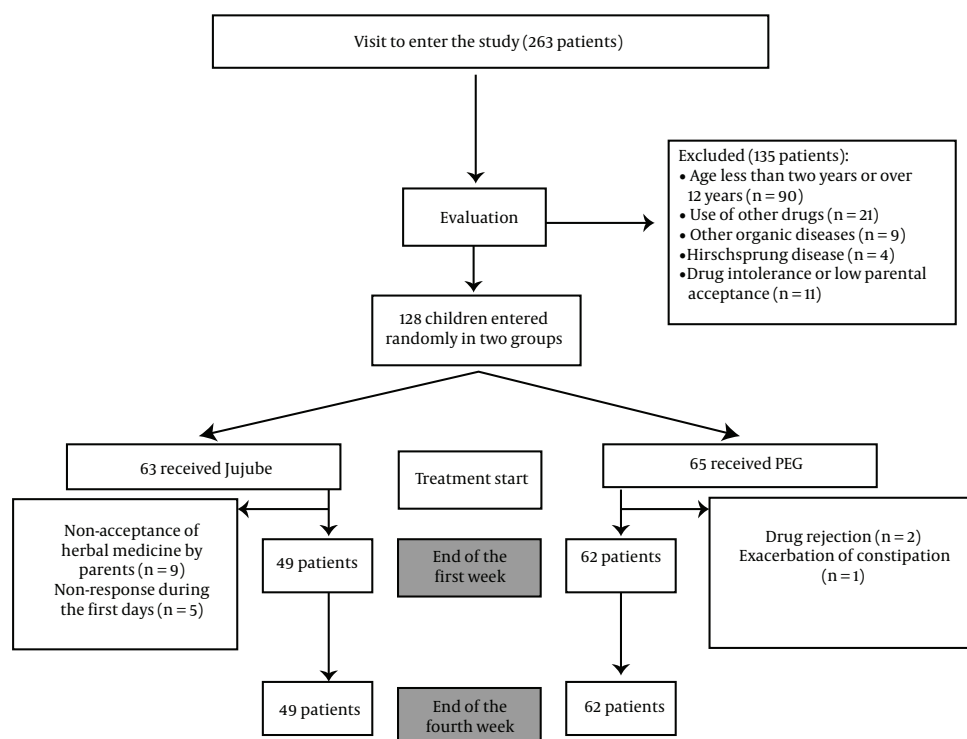 Visit to enter the study (263 patients)
Excluded (135 patients):
• Age less than two years or over
12 years (n = 90)
• Use of other drugs (n = 21)
• Other organic diseases (n = 9)
•Hirschsprung disease (n = 4)
•Drug intolerance or low parental
acceptance (n = 11)
Evaluation
128 children entered
randomly in two groups
63 received Jujube
Treatment start
65 received PEG
Non-acceptance of
herbal medicine by
parents (n = 9)
Non-response during
the first days (n = 5)
49 patients
End of the
first week
62 patients
Drug rejection (n = 2)
Exacerbation of constipation
(n = 1)
49 patients
End of the
fourth week
62 patients